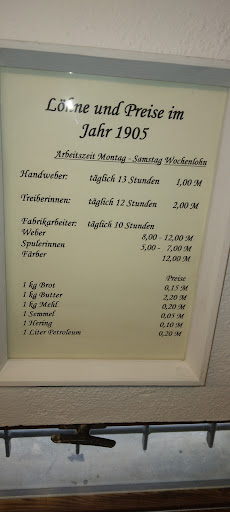 Löhne und Preise im
Jahr 1905
Arbeitszeit Montag - Samstag Wochenlohn
Handweber: täglich 13 Stunden 1,00 M
Treiberinnen: täglich 12 Stunden 2,00 M
Fabrikarbeiter: täglich 10 Stunden
Weber 8,00 - 12,00 M
Spulerinnen 5,00 - 7,00 M
Färber 12,00 M
Preise
1 kg Brot 0,15 M
1 kg Butter 2,20 M
1 kg Mehl 0,20 M
1 Semmel 0,05 M
1 Hering 0,10 M
1 Liter Petroleum 0,20 M